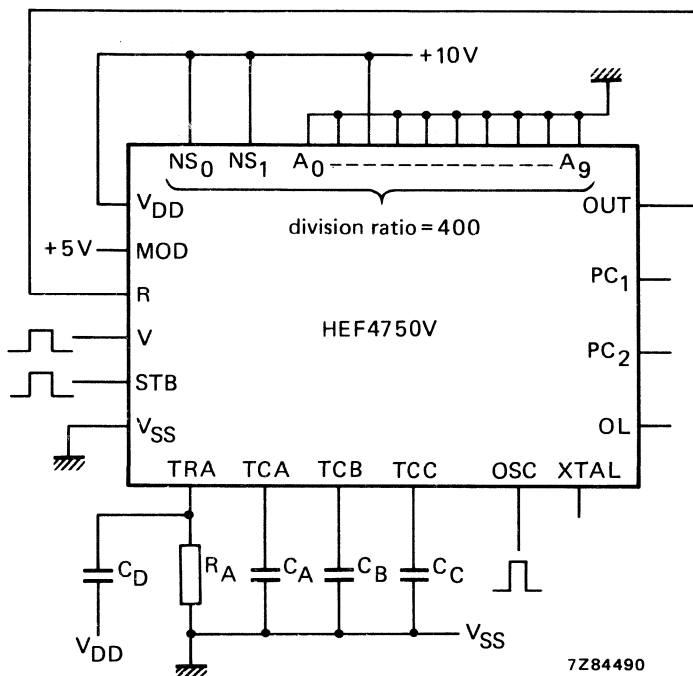 +10V
NS0 NS1 A0 A9
VDD
division ratio = 400
OUT
+5V MOD
R
PC1
V
HEF4750V
PC2
STB
VSS
OL
TRA TCA TCB TCC OSC XTAL
CD RA CA CB CC
VDD
VSS
7Z84490